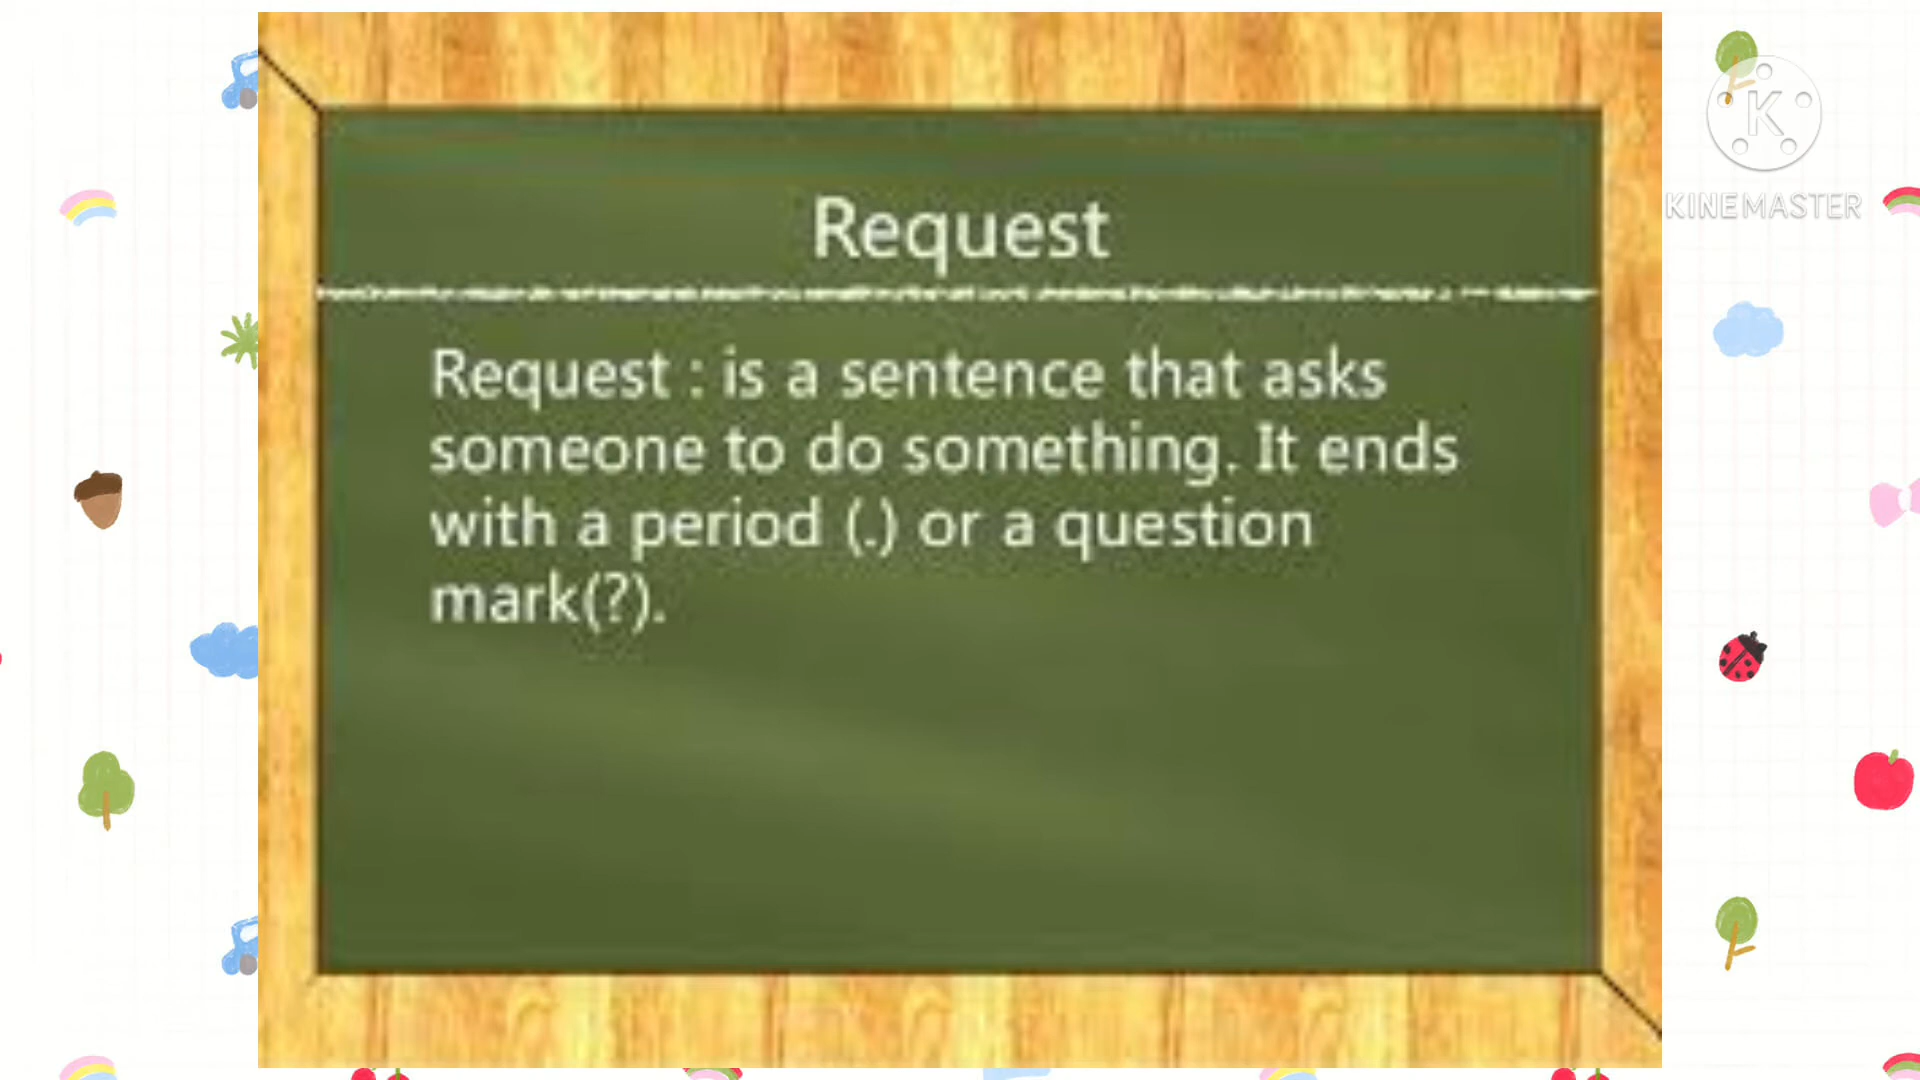 Request
Request : is a sentence that asks
someone to do something. It ends
with a period (.) or a question
mark(?).
K
KINEMASTER